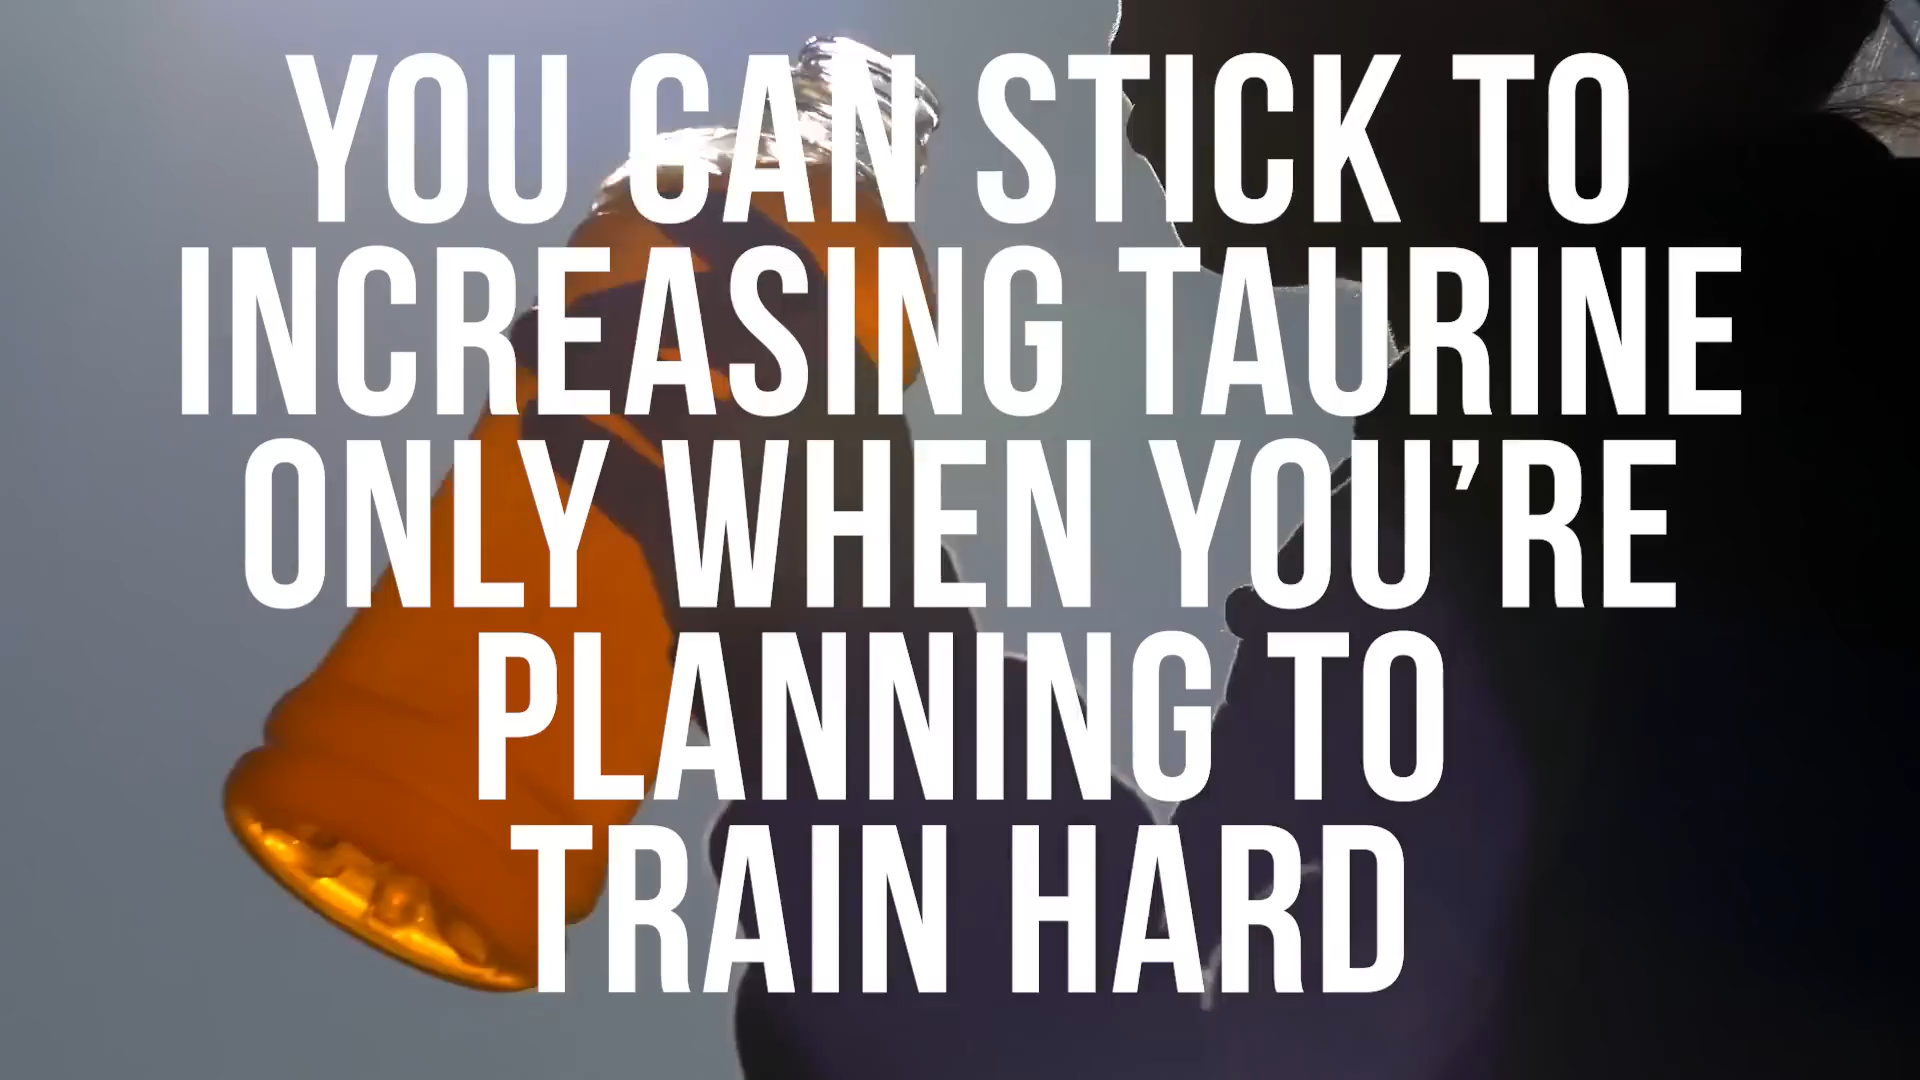 YOU CAN STICK TO
INCREASING TAURINE
ONLY WHEN YOU’RE
PLANNING TO
TRAIN HARD